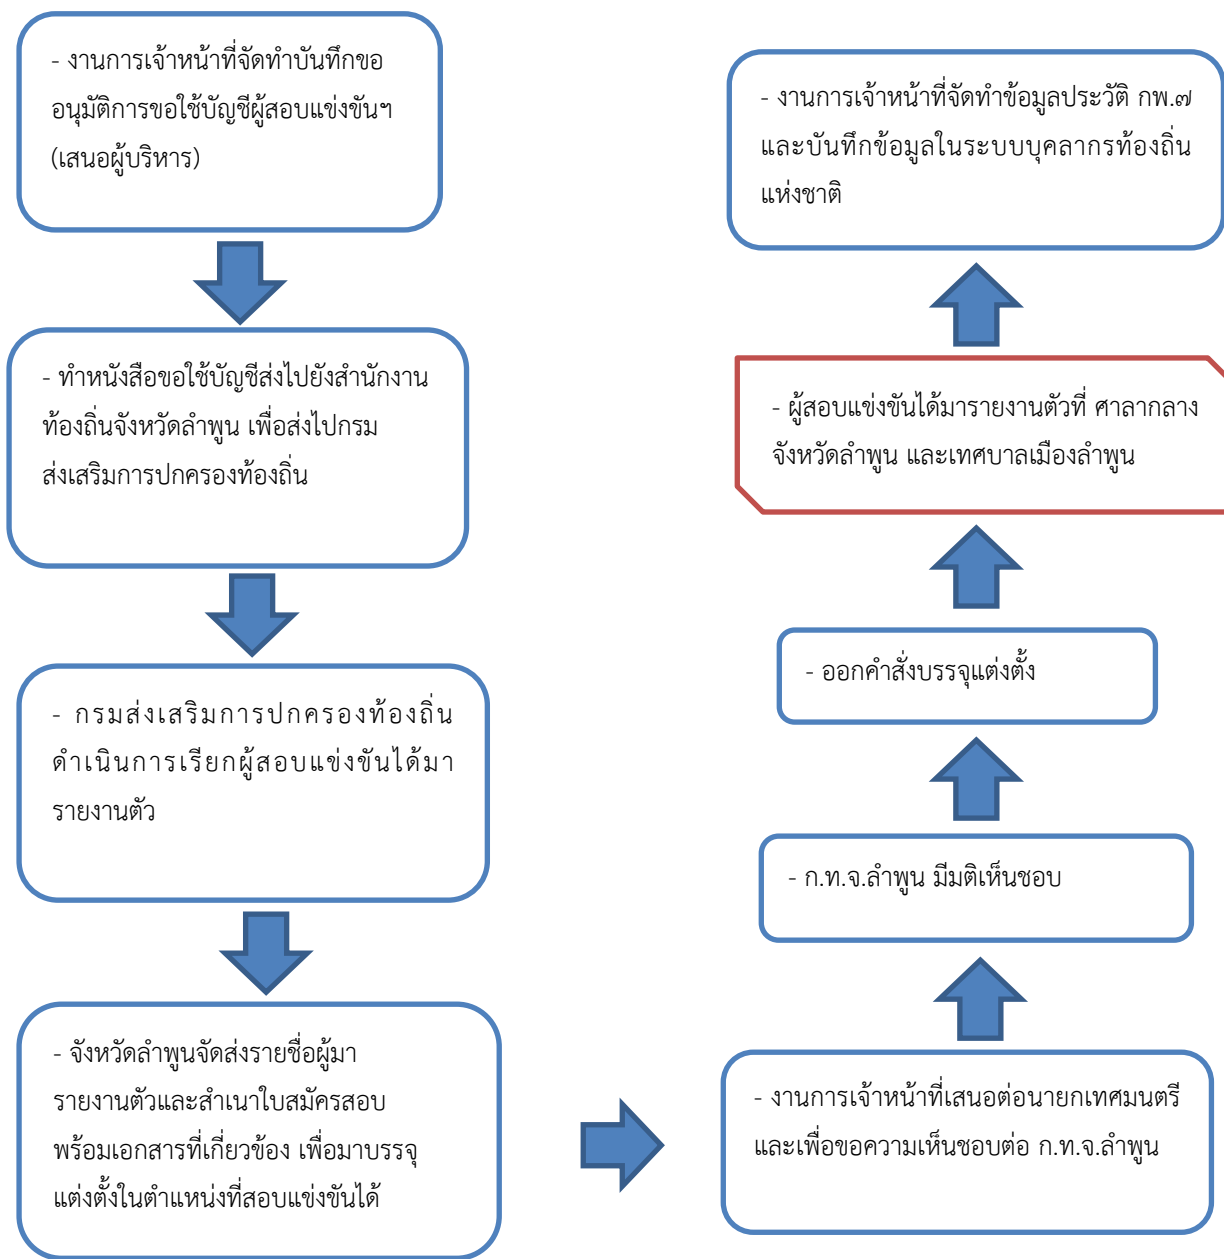 - งานการเจ้าหน้าที่จัดทำบันทึกขอ
อนุมัติการขอใช้บัญชีผู้สอบแข่งขันฯ
(เสนอผู้บริหาร)
- ทำหนังสือขอใช้บัญชีส่งไปยังสำนักงาน
ท้องถิ่นจังหวัดลำพูน เพื่อส่งไปกรม
ส่งเสริมการปกครองท้องถิ่น
- กรมส่งเสริมการปกครองท้องถิ่น
ดำเนินการเรียกผู้สอบแข่งขันได้มา
รายงานตัว
- จังหวัดลำพูนจัดส่งรายชื่อผู้มา
รายงานตัวและสำเนาใบสมัครสอบ
พร้อมเอกสารที่เกี่ยวข้อง เพื่อมาบรรจุ
แต่งตั้งในตำแหน่งที่สอบแข่งขันได้
- งานการเจ้าหน้าที่เสนอต่อนายกเทศมนตรี
และเพื่อขอความเห็นชอบต่อ ก.ท.จ.ลำพูน
- ก.ท.จ.ลำพูน มีมติเห็นชอบ
- ออกคำสั่งบรรจุแต่งตั้ง
- ผู้สอบแข่งขันได้มารายงานตัวที่ ศาลากลาง
จังหวัดลำพูน และเทศบาลเมืองลำพูน
- งานการเจ้าหน้าที่จัดทำข้อมูลประวัติ กพ.๗
และบันทึกข้อมูลในระบบบุคลากรท้องถิ่น
แห่งชาติ